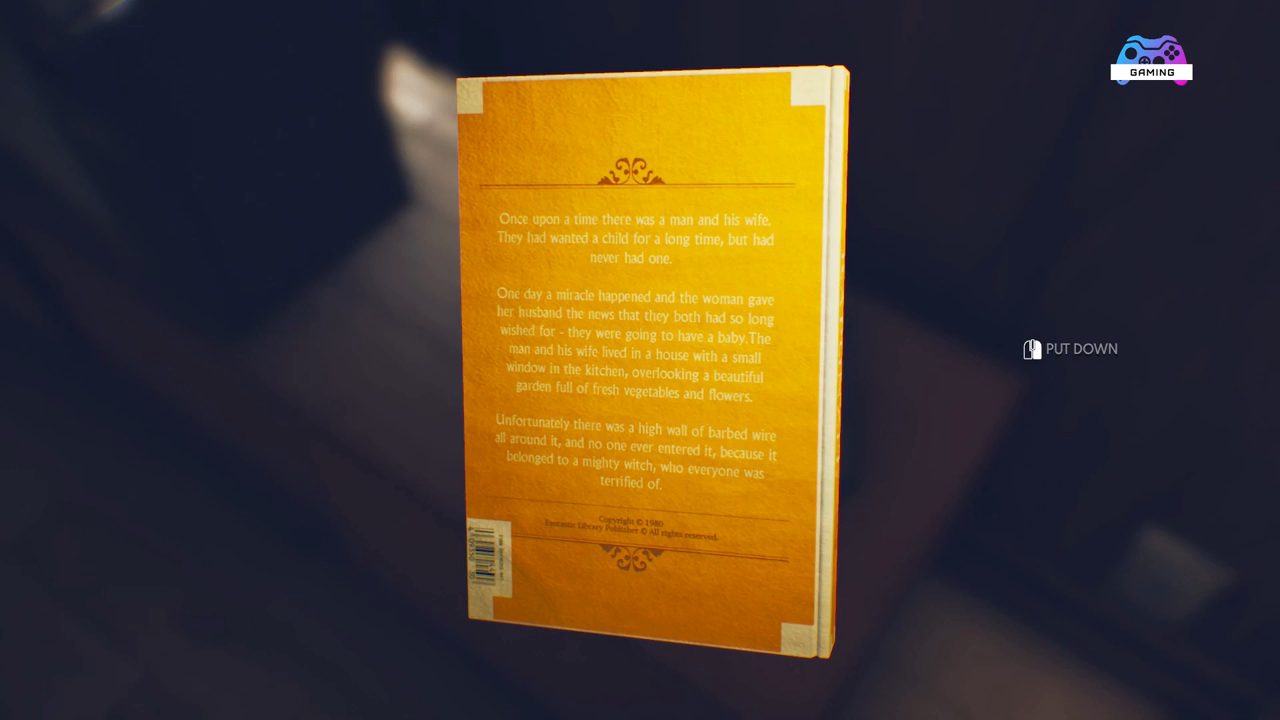 GAMING
Once upon a time there was a man and his wife.
They had wanted a child for a long time, but had
never had one.
One day a miracle happened and the woman gave
her husband the news that they both had so long
wished for - they were going to have a baby.The
man and his wife lived in a house with a small
window in the kitchen, overlooking a beautiful
garden full of fresh vegetables and flowers.
Unfortunately there was a high wall of barbed wire
all around it, and no one ever entered it, because it
belonged to a mighty witch, who everyone was
terrified of.
PUT DOWN
Copyright © 1980
Fantastic Library Publisher © All rights reserved.